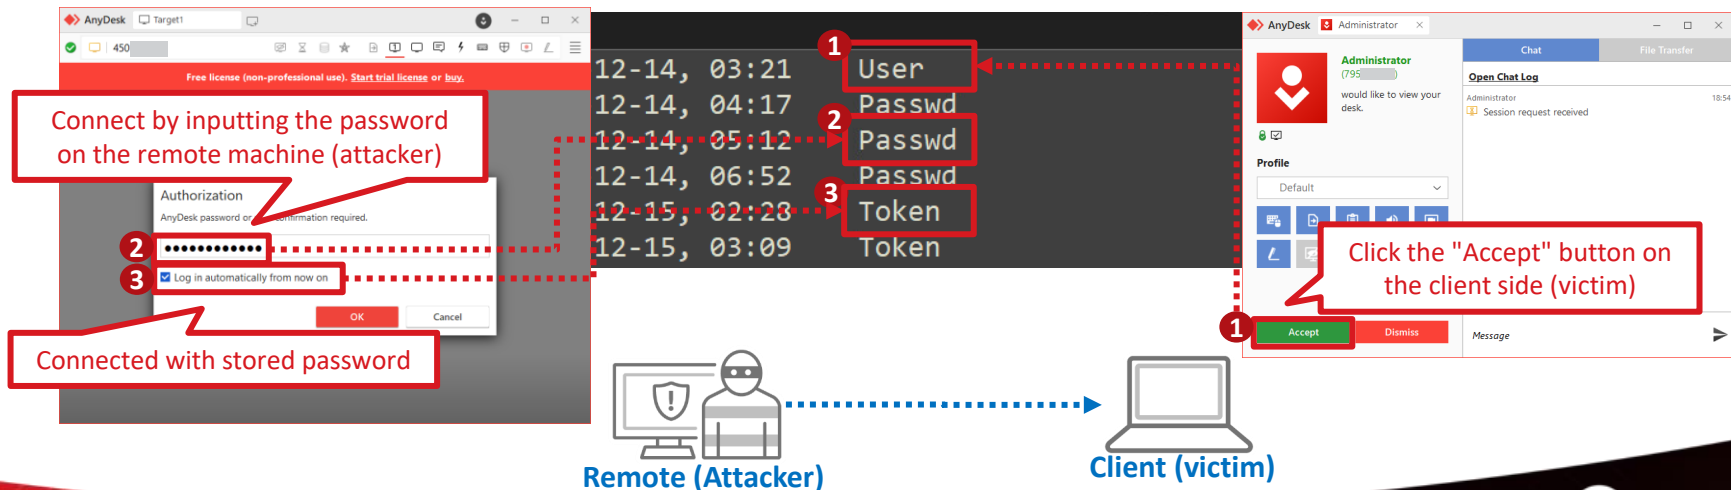 AnyDesk
Target1
450
Free license (non-professional use). Start trial license or buy.
Connect by inputting the password
on the remote machine (attacker)
Authorization
AnyDesk password or confirmation required.
2
●●●●●●●●●●●●
3
Log in automatically from now on
OK
Cancel
Connected with stored password
1
12-14, 03:21 User
12-14, 04:17 Passwd
2
12-14, 05:12 Passwd
12-14, 06:52 Passwd
3
12-15, 02:28 Token
12-15, 03:09 Token
Remote (Attacker)
Client (victim)
AnyDesk
Administrator
Administrator
(795 )
would like to view your
desk.
Profile
Default
Chat
File Transfer
Open Chat Log
Administrator
18:54
Session request received
Click the "Accept" button on
the client side (victim)
1
Accept
Dismiss
Message